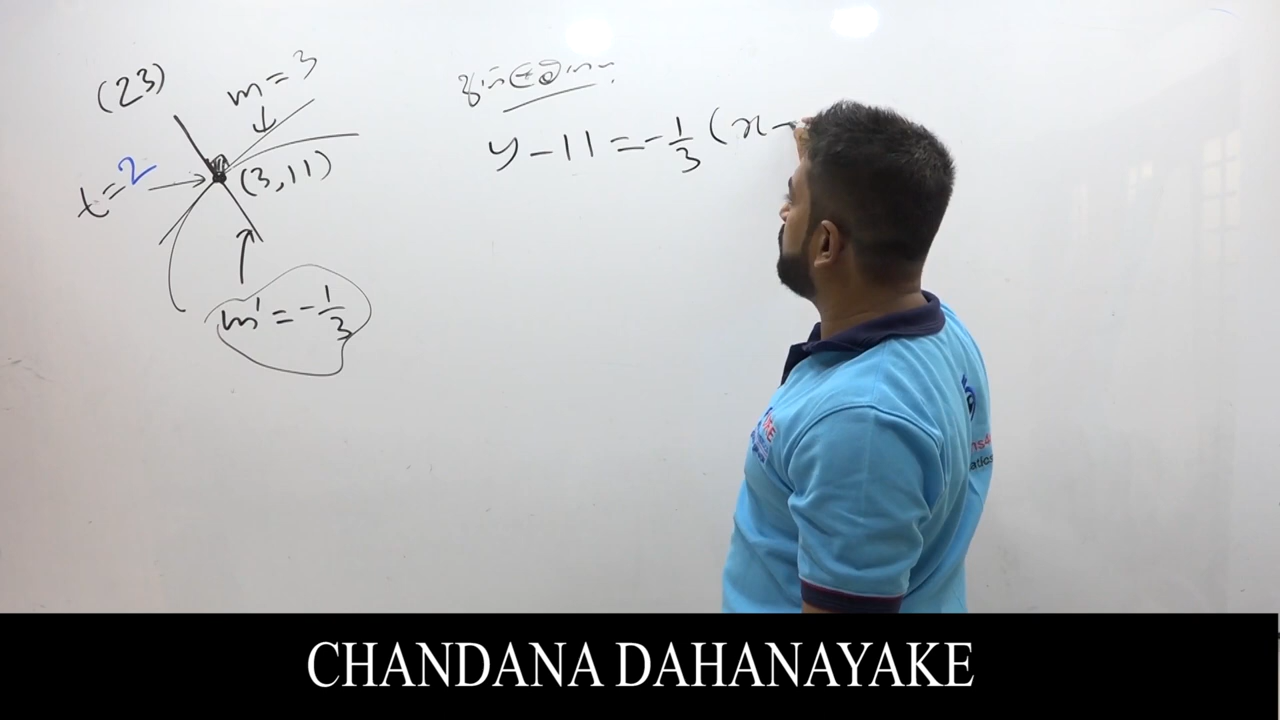 (23)
m = 3
t = 2
(3, 11)
m' = -1/3
y - 11 = -1/3 (x -
CHANDANA DAHANAYAKE